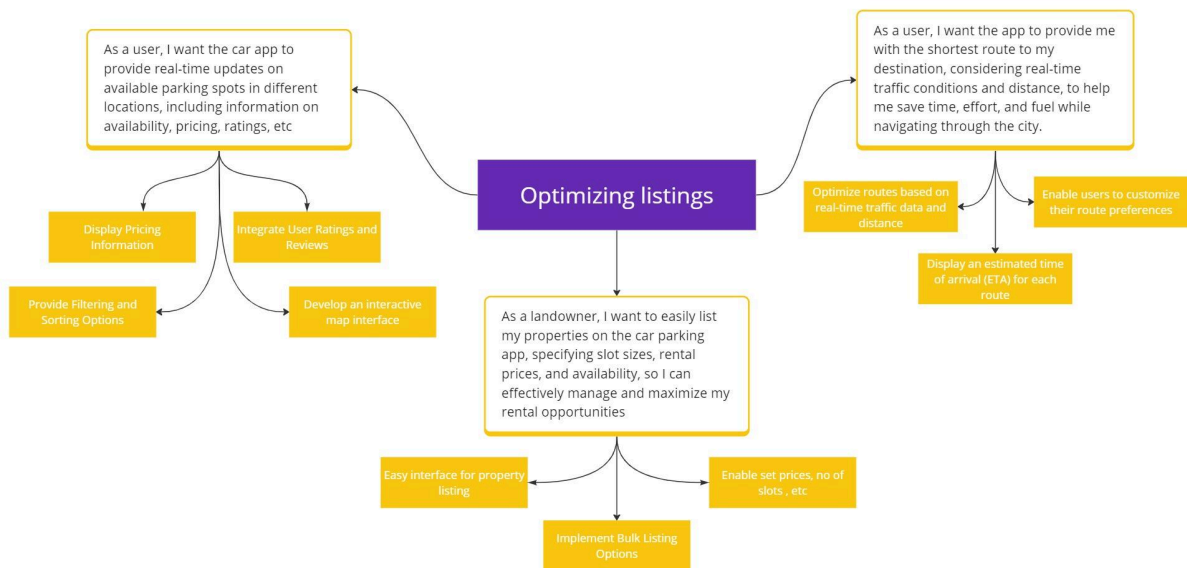 As a user, I want the car app to
provide real-time updates on
available parking spots in different
locations, including information on
availability, pricing, ratings, etc
As a user, I want the app to provide me
with the shortest route to my
destination, considering real-time
traffic conditions and distance, to help
me save time, effort, and fuel while
navigating through the city.
Optimizing listings
Display Pricing
Information
Integrate User Ratings and
Reviews
Provide Filtering and
Sorting Options
Develop an interactive
map interface
Optimize routes based on
real-time traffic data and
distance
Enable users to customize
their route preferences
Display an estimated time
of arrival (ETA) for each
route
As a landowner, I want to easily list
my properties on the car parking
app, specifying slot sizes, rental
prices, and availability, so I can
effectively manage and maximize my
rental opportunities
Easy interface for property
listing
Enable set prices, no of
slots , etc
Implement Bulk Listing
Options